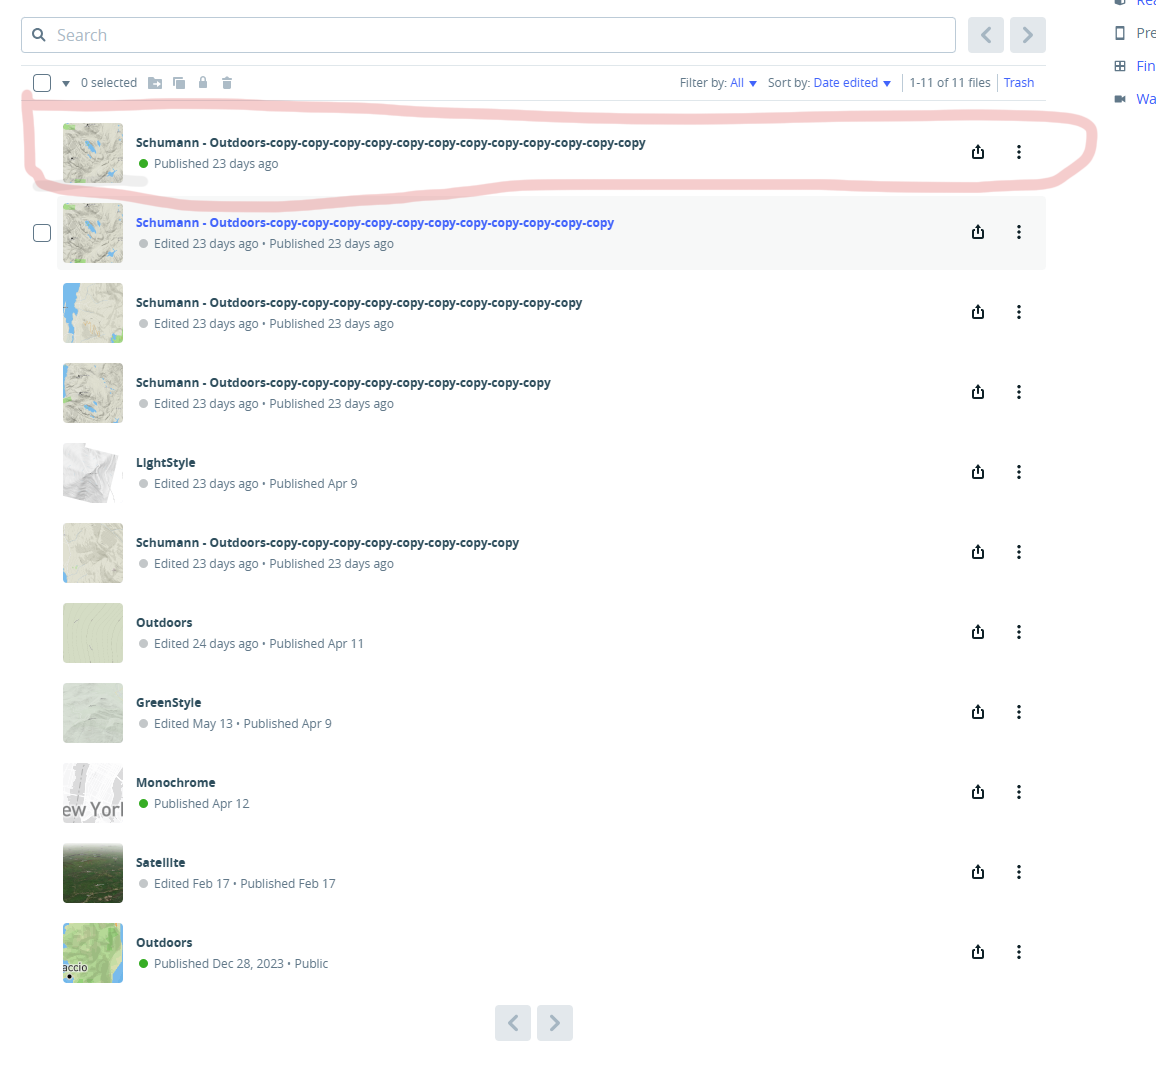 Rea
Search
Pre
0 selected
Filter by: All
Sort by: Date edited
1-11 of 11 files
Trash
Fin
Wa
Schumann - Outdoors-copy-copy-copy-copy-copy-copy-copy-copy-copy-copy-copy-copy
Published 23 days ago
Schumann - Outdoors-copy-copy-copy-copy-copy-copy-copy-copy-copy-copy-copy
Edited 23 days ago • Published 23 days ago
Schumann - Outdoors-copy-copy-copy-copy-copy-copy-copy-copy-copy-copy
Edited 23 days ago • Published 23 days ago
Schumann - Outdoors-copy-copy-copy-copy-copy-copy-copy-copy-copy
Edited 23 days ago • Published 23 days ago
LightStyle
Edited 23 days ago • Published Apr 9
Schumann - Outdoors-copy-copy-copy-copy-copy-copy-copy-copy
Edited 23 days ago • Published 23 days ago
Outdoors
Edited 24 days ago • Published Apr 11
GreenStyle
Edited May 13 • Published Apr 9
Monochrome
Published Apr 12
ew York
Satellite
Edited Feb 17 • Published Feb 17
Outdoors
Published Dec 28, 2023 • Public
accio